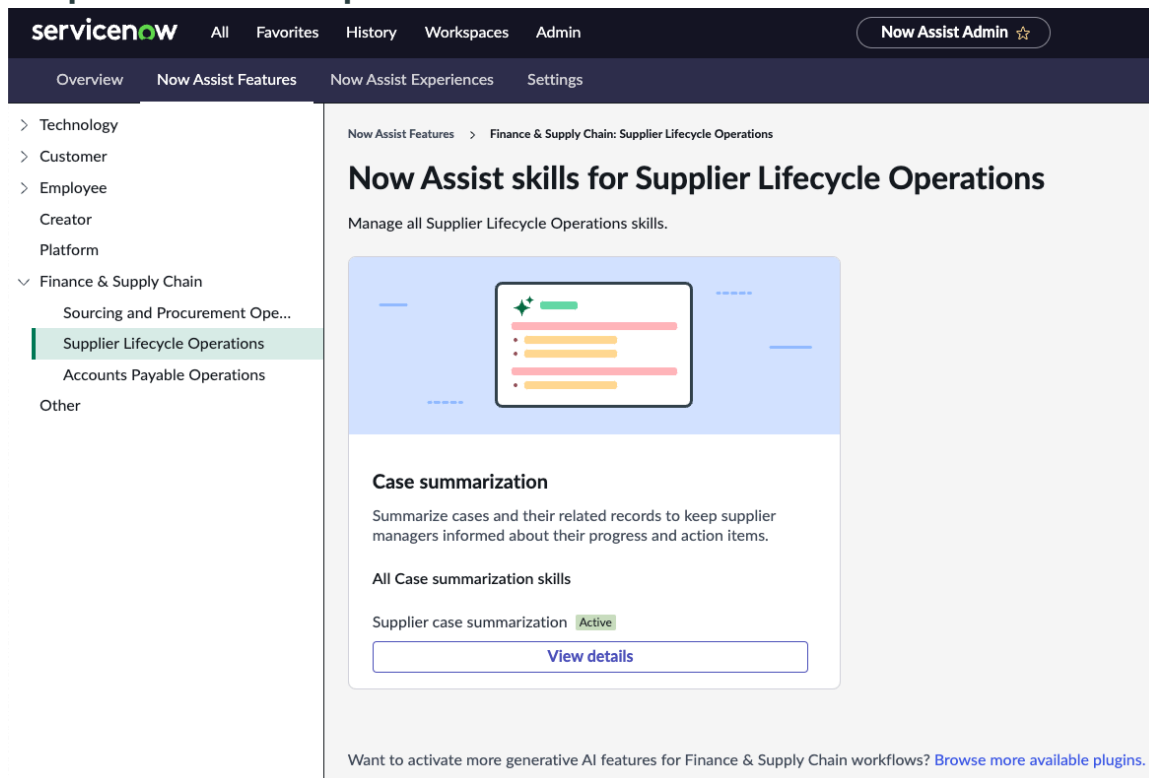 servicenow All Favorites History Workspaces Admin Now Assist Admin
Overview Now Assist Features Now Assist Experiences Settings
Technology
Customer
Employee
Creator
Platform
Finance & Supply Chain
Sourcing and Procurement Ope...
Supplier Lifecycle Operations
Accounts Payable Operations
Other
Now Assist Features > Finance & Supply Chain: Supplier Lifecycle Operations
Now Assist skills for Supplier Lifecycle Operations
Manage all Supplier Lifecycle Operations skills.
Case summarization
Summarize cases and their related records to keep supplier
managers informed about their progress and action items.
All Case summarization skills
Supplier case summarization Active
View details
Want to activate more generative AI features for Finance & Supply Chain workflows? Browse more available plugins.